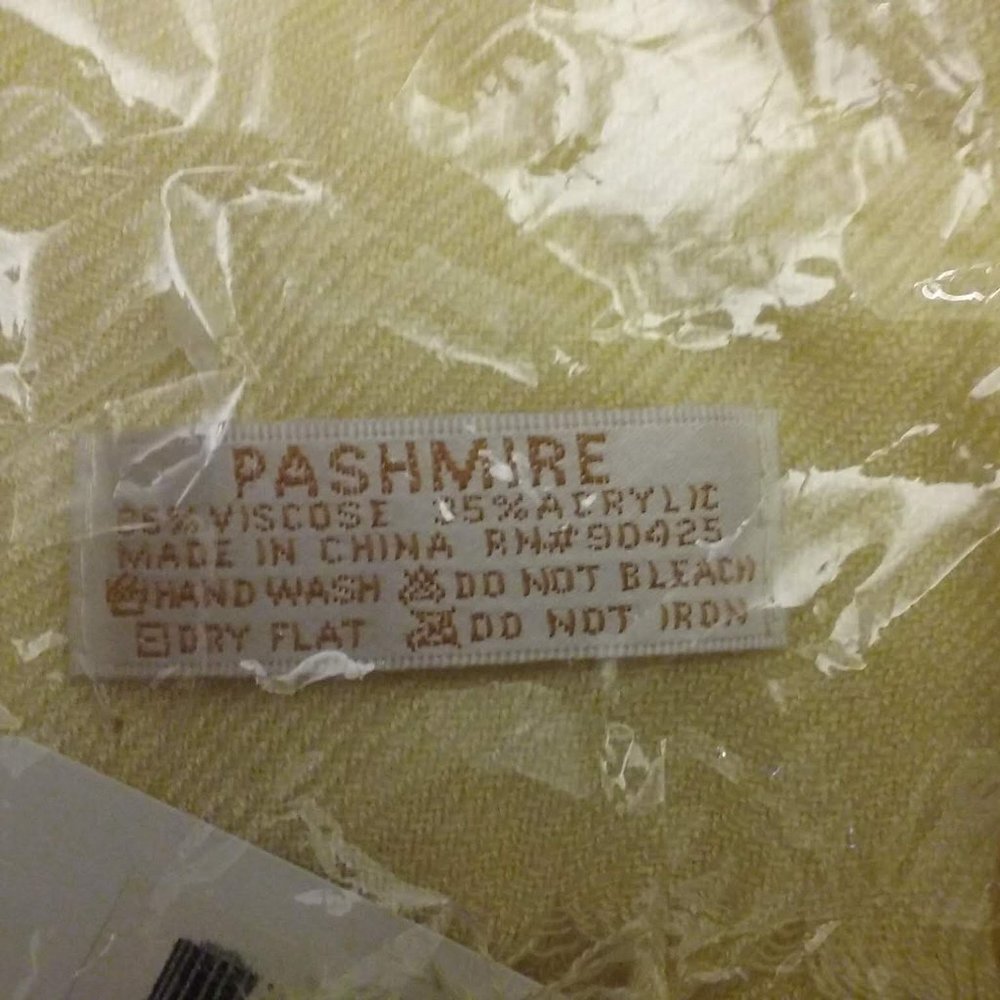 PASHMIRE
VISCOSE 35% ACRYLIC
MADE IN CHINA RN# 90425
HAND WASH DO NOT BLEACH
DRY FLAT DO NOT IRON